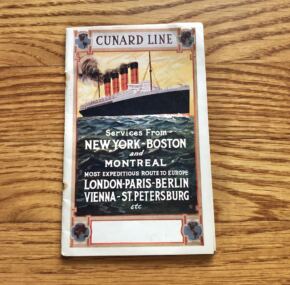 CUNARD LINE
Services From
NEW YORK-BOSTON
and
MONTREAL
MOST EXPEDITIOUS ROUTE TO EUROPE
LONDON-PARIS-BERLIN
VIENNA-ST.PETERSBURG
etc